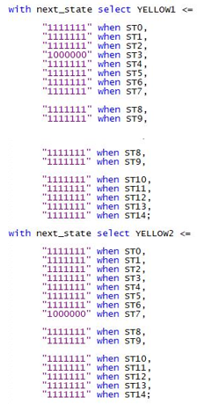 with next_state select YELLOW1 <=
"1111111" when ST0,
"1111111" when ST1,
"1111111" when ST2,
"1000000" when ST3,
"1111111" when ST4,
"1111111" when ST5,
"1111111" when ST6,
"1111111" when ST7,
"1111111" when ST8,
"1111111" when ST9,
"1111111" when ST8,
"1111111" when ST9,
"1111111" when ST10,
"1111111" when ST11,
"1111111" when ST12,
"1111111" when ST13,
"1111111" when ST14;
with next_state select YELLOW2 <=
"1111111" when ST0,
"1111111" when ST1,
"1111111" when ST2,
"1111111" when ST3,
"1111111" when ST4,
"1111111" when ST5,
"1111111" when ST6,
"1000000" when ST7,
"1111111" when ST8,
"1111111" when ST9,
"1111111" when ST10,
"1111111" when ST11,
"1111111" when ST12,
"1111111" when ST13,
"1111111" when ST14;